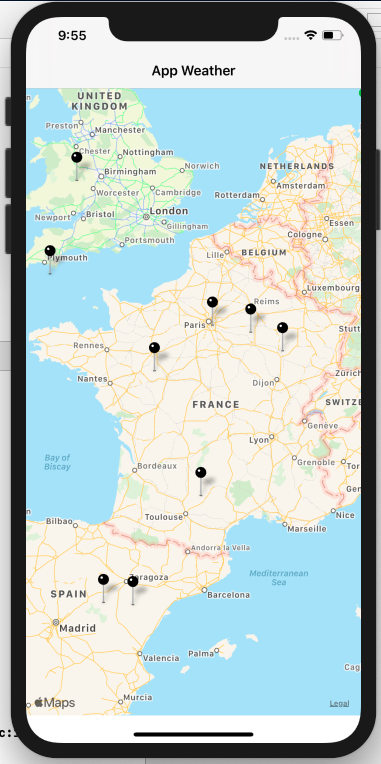 9:55
App Weather
UNITED
KINGDOM
Preston
Manchester
Chester
Nottingham
Norwich
Birmingham
Worcester
Cambridge
NETHERLANDS
Amsterdam
Rotterdam
Newport
Bristol
London
Gillingham
Portsmouth
Essen
Cologne
Lille
BELGIUM
Plymouth
Luxembourg
Reims
Paris
Stutt
Rennes
Nantes
Dijon
Zürich
FRANCE
SWITZE
Geneve
Lyon
Bay of
Biscay
Bordeaux
Grenoble
Tor
Gen
Toulouse
Nice
Marseille
Bilbao
Andorra la Vella
Zaragoza
Mediterranean
Sea
SPAIN
Barcelona
Madrid
Valencia
Palma
Cag
Murcia
Maps
Legal
c:1